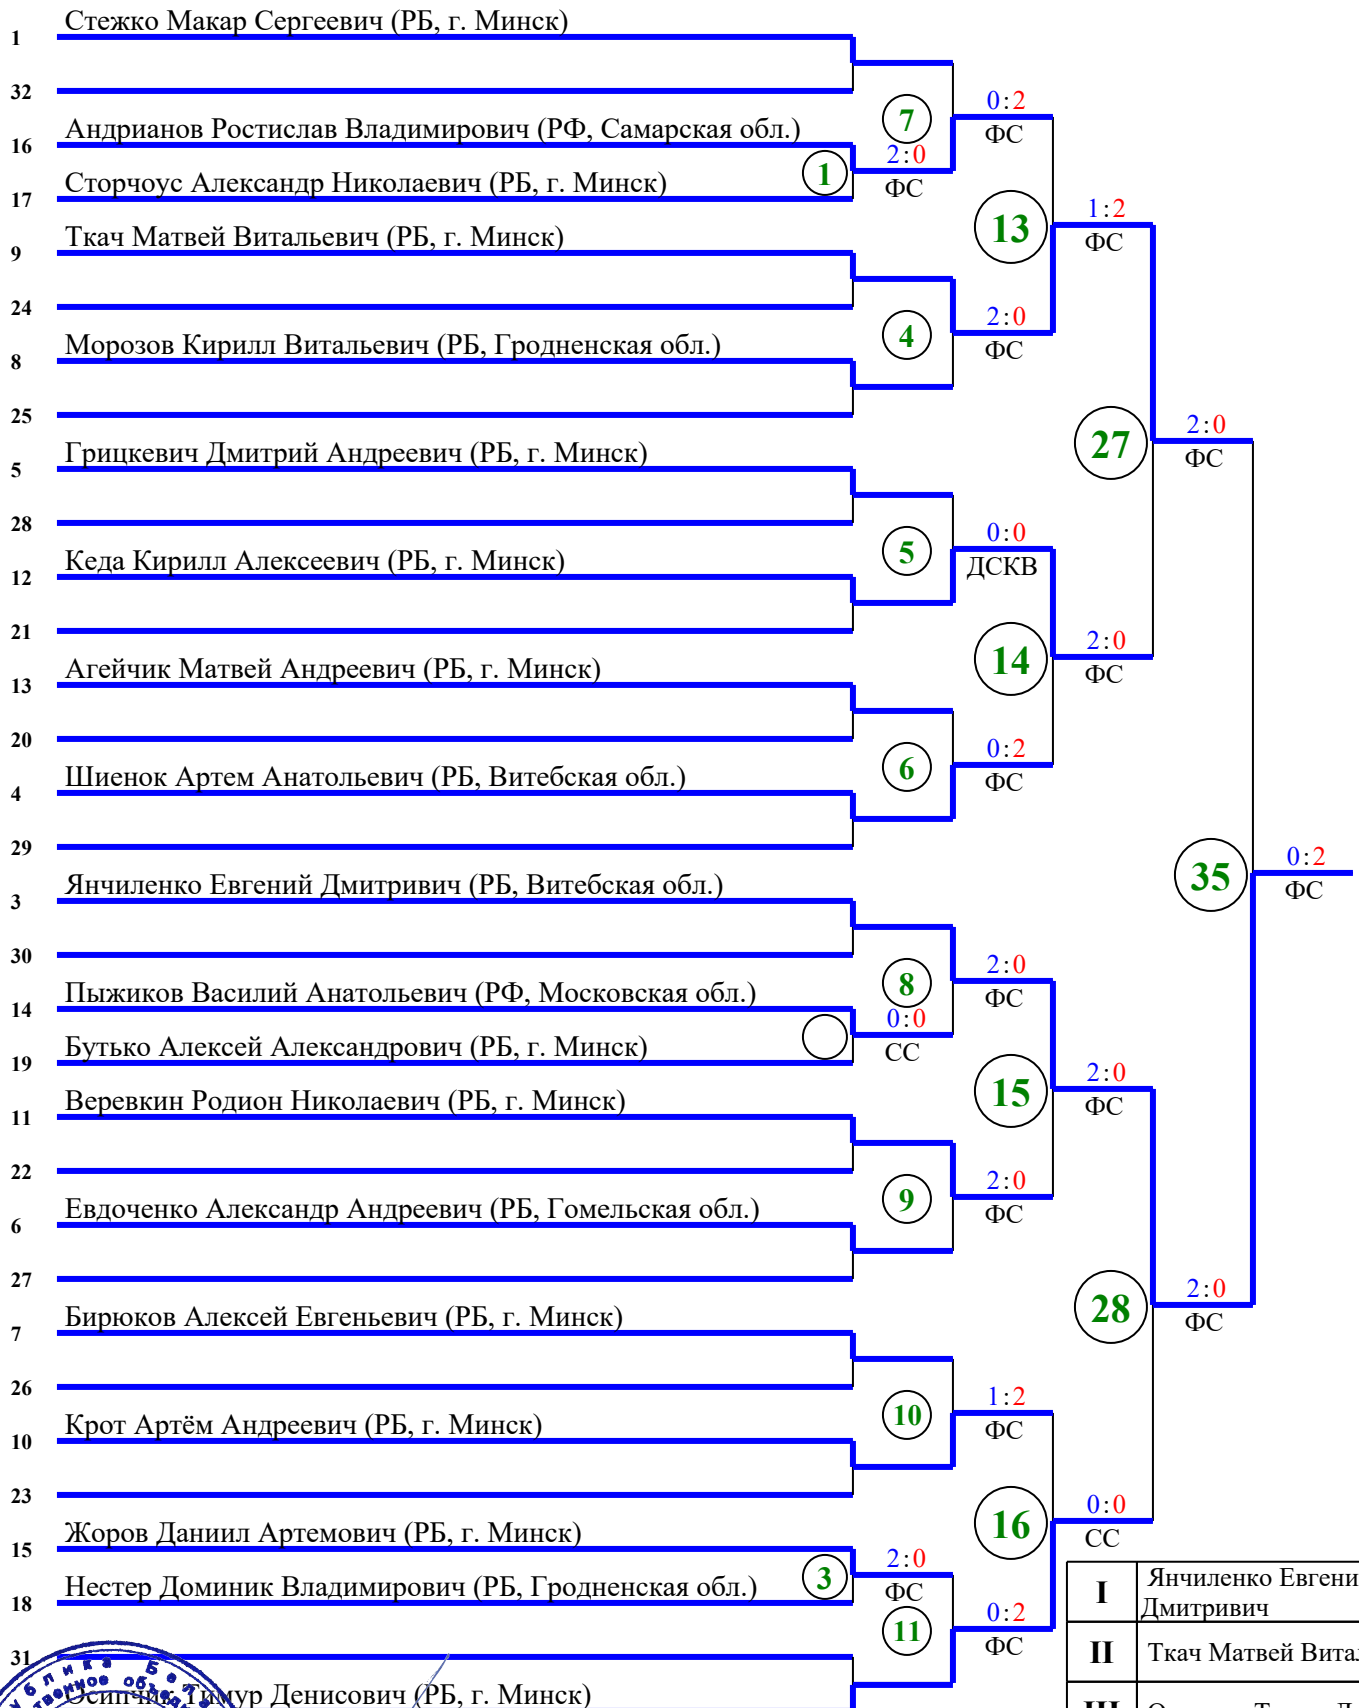 Стежко Макар Сергеевич (РБ, г. Минск)
1
32
7
0:2
ФС
Андрианов Ростислав Владимирович (РФ, Самарская обл.)
16
1
2:0
ФС
Сторчоус Александр Николаевич (РБ, г. Минск)
17
13
1:2
ФС
Ткач Матвей Витальевич (РБ, г. Минск)
9
24
4
2:0
ФС
Морозов Кирилл Витальевич (РБ, Гродненская обл.)
8
25
27
2:0
ФС
Грицкевич Дмитрий Андреевич (РБ, г. Минск)
5
28
5
0:0
ДСКВ
Кеда Кирилл Алексеевич (РБ, г. Минск)
12
21
14
2:0
ФС
Агейчик Матвей Андреевич (РБ, г. Минск)
13
20
6
0:2
ФС
Шиенок Артем Анатольевич (РБ, Витебская обл.)
4
29
35
0:2
ФС
Янчиленко Евгений Дмитривич (РБ, Витебская обл.)
3
30
8
2:0
ФС
Пыжиков Василий Анатольевич (РФ, Московская обл.)
14
0:0
СС
Бутько Алексей Александрович (РБ, г. Минск)
19
15
2:0
ФС
Веревкин Родион Николаевич (РБ, г. Минск)
11
22
9
2:0
ФС
Евдоченко Александр Андреевич (РБ, Гомельская обл.)
6
27
28
2:0
ФС
Бирюков Алексей Евгеньевич (РБ, г. Минск)
7
26
10
1:2
ФС
Крот Артём Андреевич (РБ, г. Минск)
10
23
16
0:0
СС
Жоров Даниил Артемович (РБ, г. Минск)
15
3
2:0
ФС
Нестер Доминик Владимирович (РБ, Гродненская обл.)
18
11
0:2
ФС
31
Осипчик Тимур Денисович (РБ, г. Минск)
I
Янчиленко Евгени
Дмитривич
II
Ткач Матвей Вита